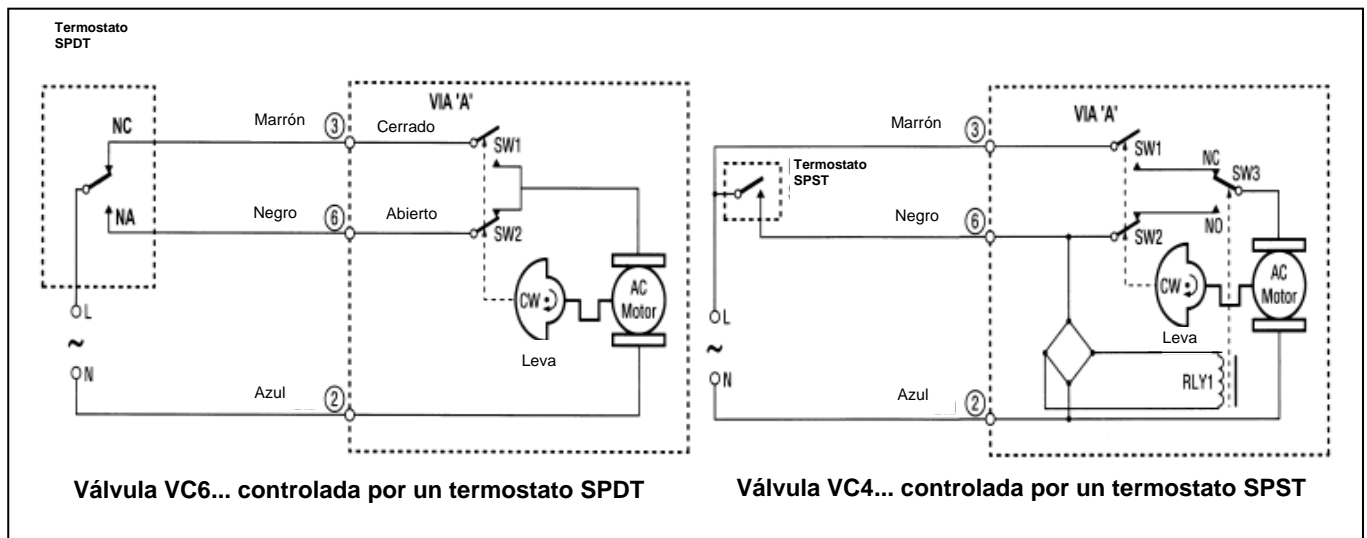 Termostato
SPDT
NC
NA
L
~
N
Marrón
3
Cerrado
Negro
6
Abierto
Azul
2
VIA 'A'
SW1
SW2
CW
Leva
AC
Motor
Válvula VC6... controlada por un termostato SPDT
Marrón
3
Termostato
SPST
Negro
6
L
~
N
Azul
2
VIA 'A'
SW1
NC
SW3
SW2
NO
CW
Leva
AC
Motor
RLY1
Válvula VC4... controlada por un termostato SPST